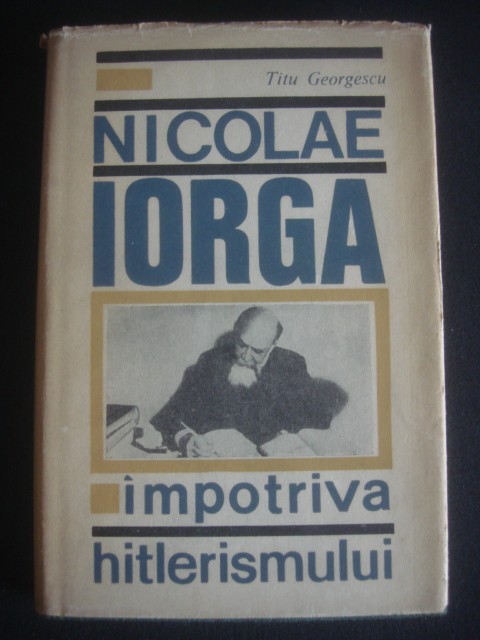 Titu Georgescu
NICOLAE
IORGA
împotriva
hitlerismului